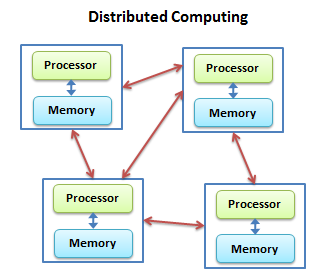 Distributed Computing
Processor
Memory
Processor
Memory
Processor
Memory
Processor
Memory